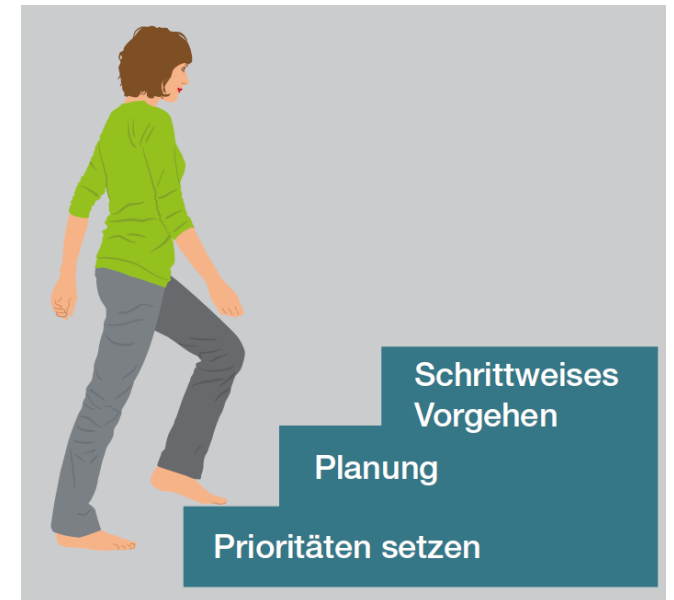 Schrittweises
Vorgehen
Planung
Prioritäten setzen